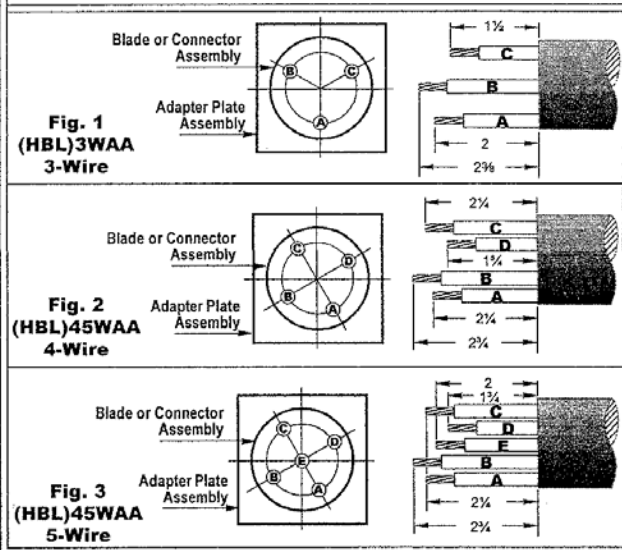 Blade or Connector
Assembly
Adapter Plate
Assembly
Fig. 1
(HBL)3WAA
3-Wire
B
C
A
1½
C
B
A
2
2⅜
Blade or Connector
Assembly
Adapter Plate
Assembly
Fig. 2
(HBL)45WAA
4-Wire
C
D
B
A
2¼
C
D
1¾
B
A
2¼
2¾
Blade or Connector
Assembly
Adapter Plate
Assembly
Fig. 3
(HBL)45WAA
5-Wire
C
D
E
B
A
2
1¾
C
D
E
B
A
2¼
2¾